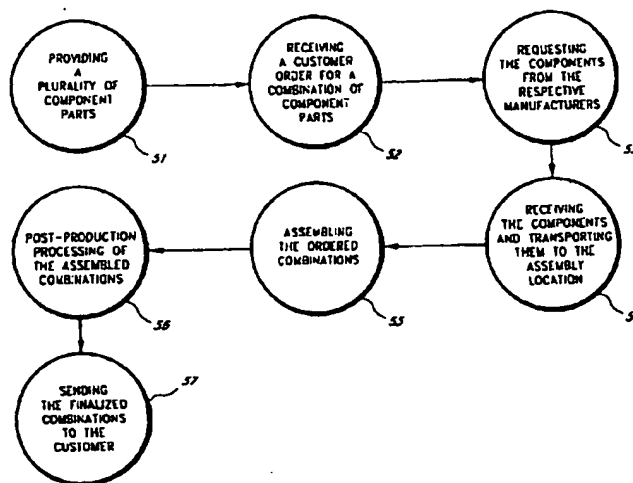 PROVIDING
A
PLURALITY OF
COMPONENT
PARTS
51
RECEIVING
A CUSTOMER
ORDER FOR A
COMBINATION OF
COMPONENT
PARTS
52
REQUESTING
THE COMPONENTS
FROM THE
RESPECTIVE
MANUFACTURERS
RECEIVING
THE COMPONENTS
AND TRANSPORTING
THEM TO THE
ASSEMBLY
LOCATION
ASSEMBLING
THE ORDERED
COMBINATIONS
55
POST-PRODUCTION
PROCESSING
OF
THE ASSEMBLED
COMBINATIONS
56
SENDING
THE FINALIZED
COMBINATIONS
TO THE
CUSTOMER
57